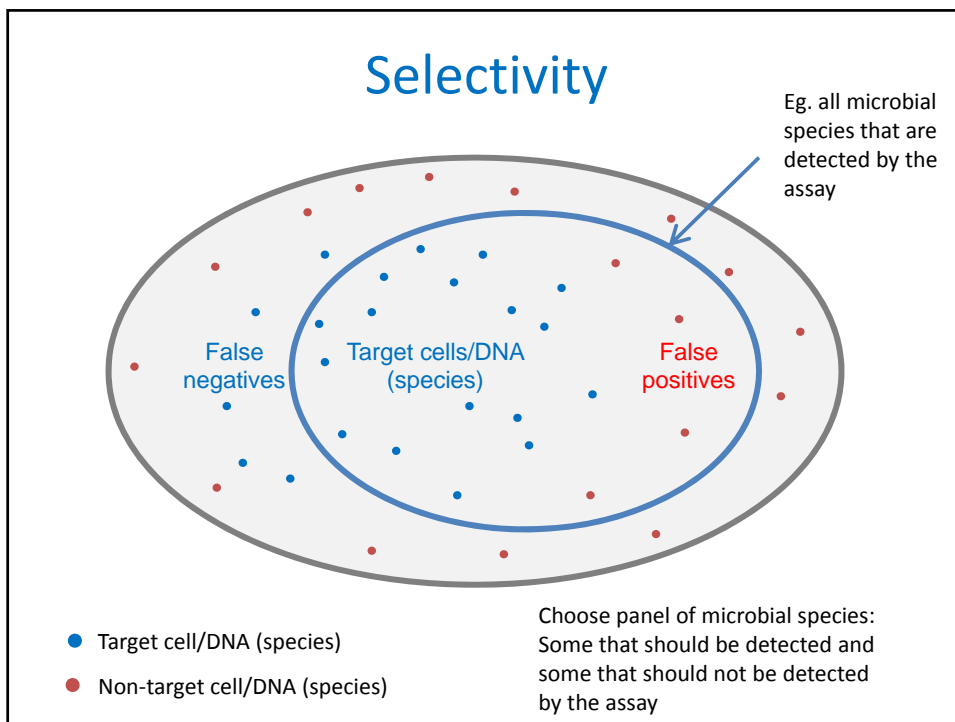 Selectivity
Eg. all microbial
species that are
detected by the
assay
False
negatives
Target cells/DNA
(species)
False
positives
Target cell/DNA (species)
Non-target cell/DNA (species)
Choose panel of microbial species:
Some that should be detected and
some that should not be detected
by the assay